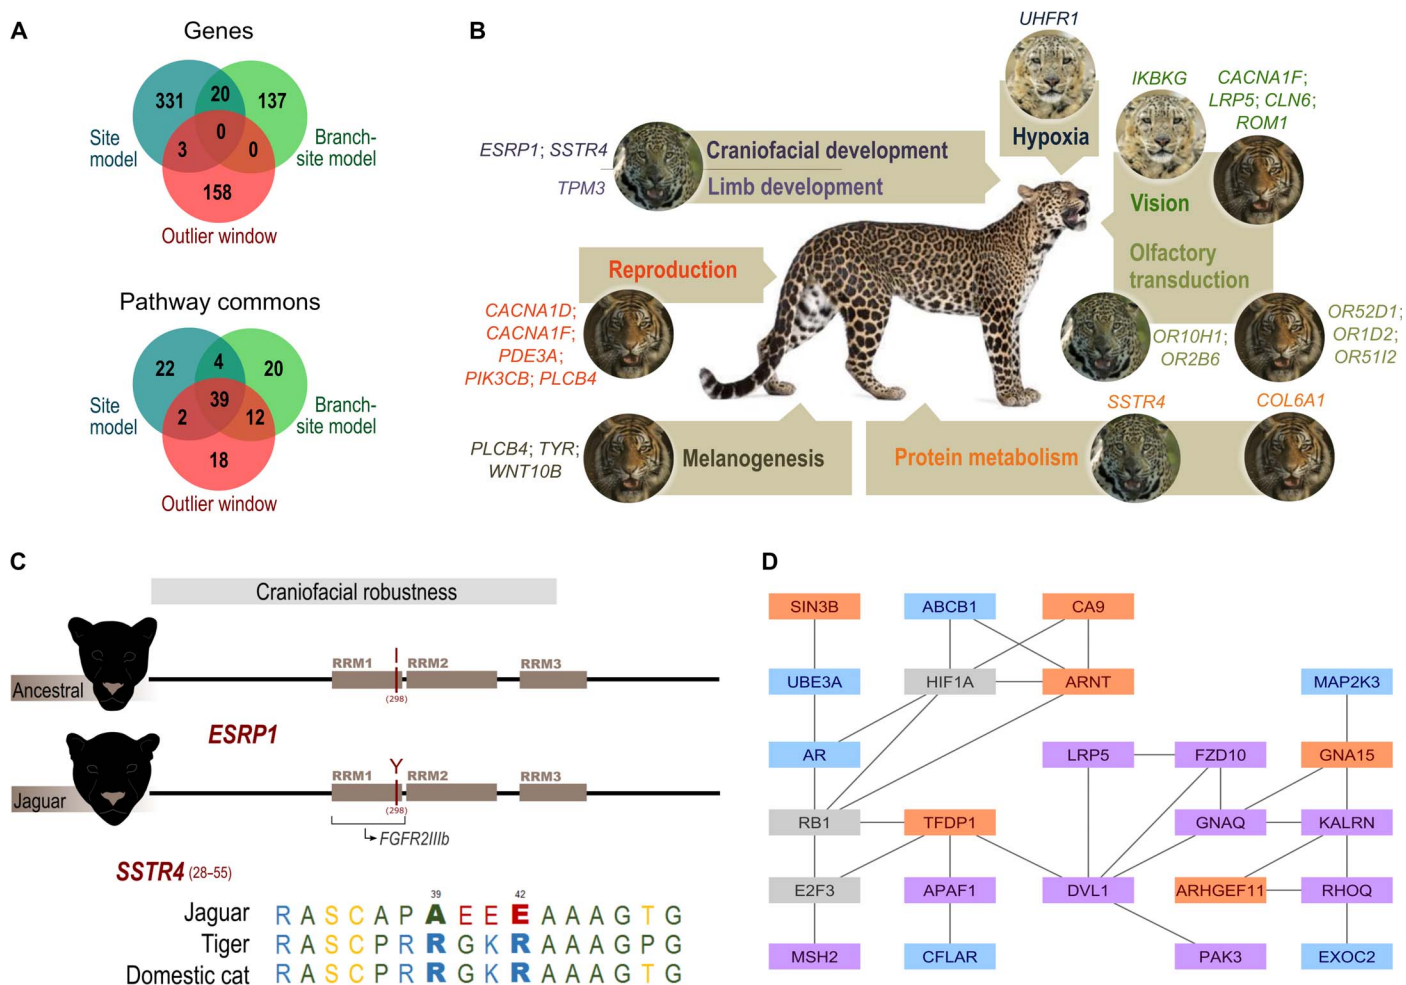 A
Genes
331
20
137
0
3
0
158
Site
model
Branch-
site model
Outlier window
Pathway commons
22
4
20
39
2
12
18
Site
model
Branch-
site model
Outlier window
B
UHFR1
Hypoxia
IKBKG
CACNA1F;
LRP5; CLN6;
ROM1
ESRP1; SSTR4
Craniofacial development
TPM3
Limb development
Vision
Olfactory
transduction
Reproduction
CACNA1D;
CACNA1F;
PDE3A;
PIK3CB; PLCB4
OR10H1;
OR2B6
OR52D1;
OR1D2;
OR51I2
PLCB4; TYR;
WNT10B
Melanogenesis
Protein metabolism
SSTR4
COL6A1
C
Craniofacial robustness
Ancestral
RRM1
I
RRM2
RRM3
(298)
ESRP1
Jaguar
RRM1
Y
RRM2
RRM3
(298)
FGFR2IIIb
SSTR4 (28–55)
39 42
Jaguar R A S C A P A E E E A A A G T G
Tiger R A S C P R R G K R A A A G P G
Domestic cat R A S C P R R G K R A A A G T G
D
SIN3B ABCB1 CA9
UBE3A HIF1A ARNT MAP2K3
AR LRP5 FZD10 GNA15
RB1 TFDP1 GNAQ KALRN
E2F3 APAF1 DVL1 ARHGEF11 RHOQ
MSH2 CFLAR PAK3 EXOC2